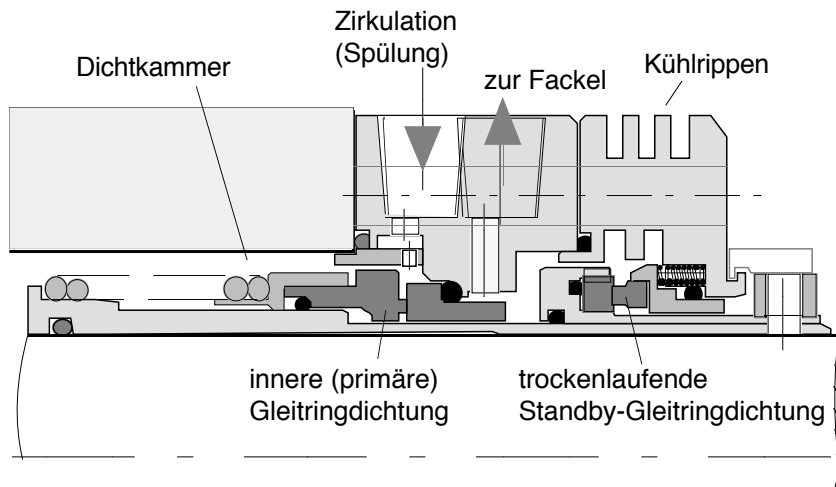 Zirkulation
(Spülung)
Dichtkammer
zur Fackel
Kühlrippen
innere (primäre)
Gleitringdichtung
trockenlaufende
Standby-Gleitringdichtung